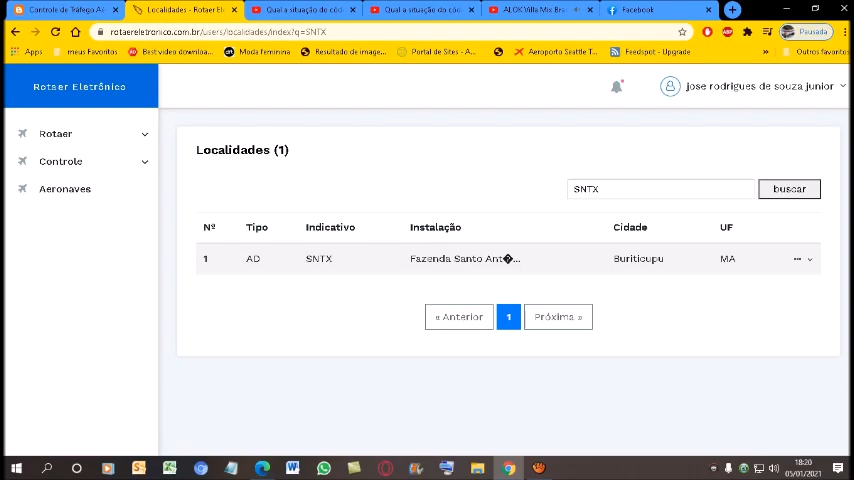 Controle de Tráfego Aé
Localidades - Rotaer El
Qual a situação do cód
Qual a situação do cód
ALOK Villa Mix Bra
Facebook
rotaereletronico.com.br/users/localidades/index?q=SNTX
Pausada
Apps
meus Favoritos
Best video downloa...
Moda feminina
Resultado de image...
Portal de Sites - A...
Aeroporto Seattle T...
Feedspot - Upgrade
»
Outros favoritos
Rotaer Eletrônico
jose rodrigues de souza junior
Rotaer
Controle
Aeronaves
Localidades (1)
SNTX
buscar
Nº Tipo Indicativo Instalação Cidade UF
1 AD SNTX Fazenda Santo Ant�... Buriticupu MA ...
« Anterior 1 Próxima »
18:20
05/01/2021